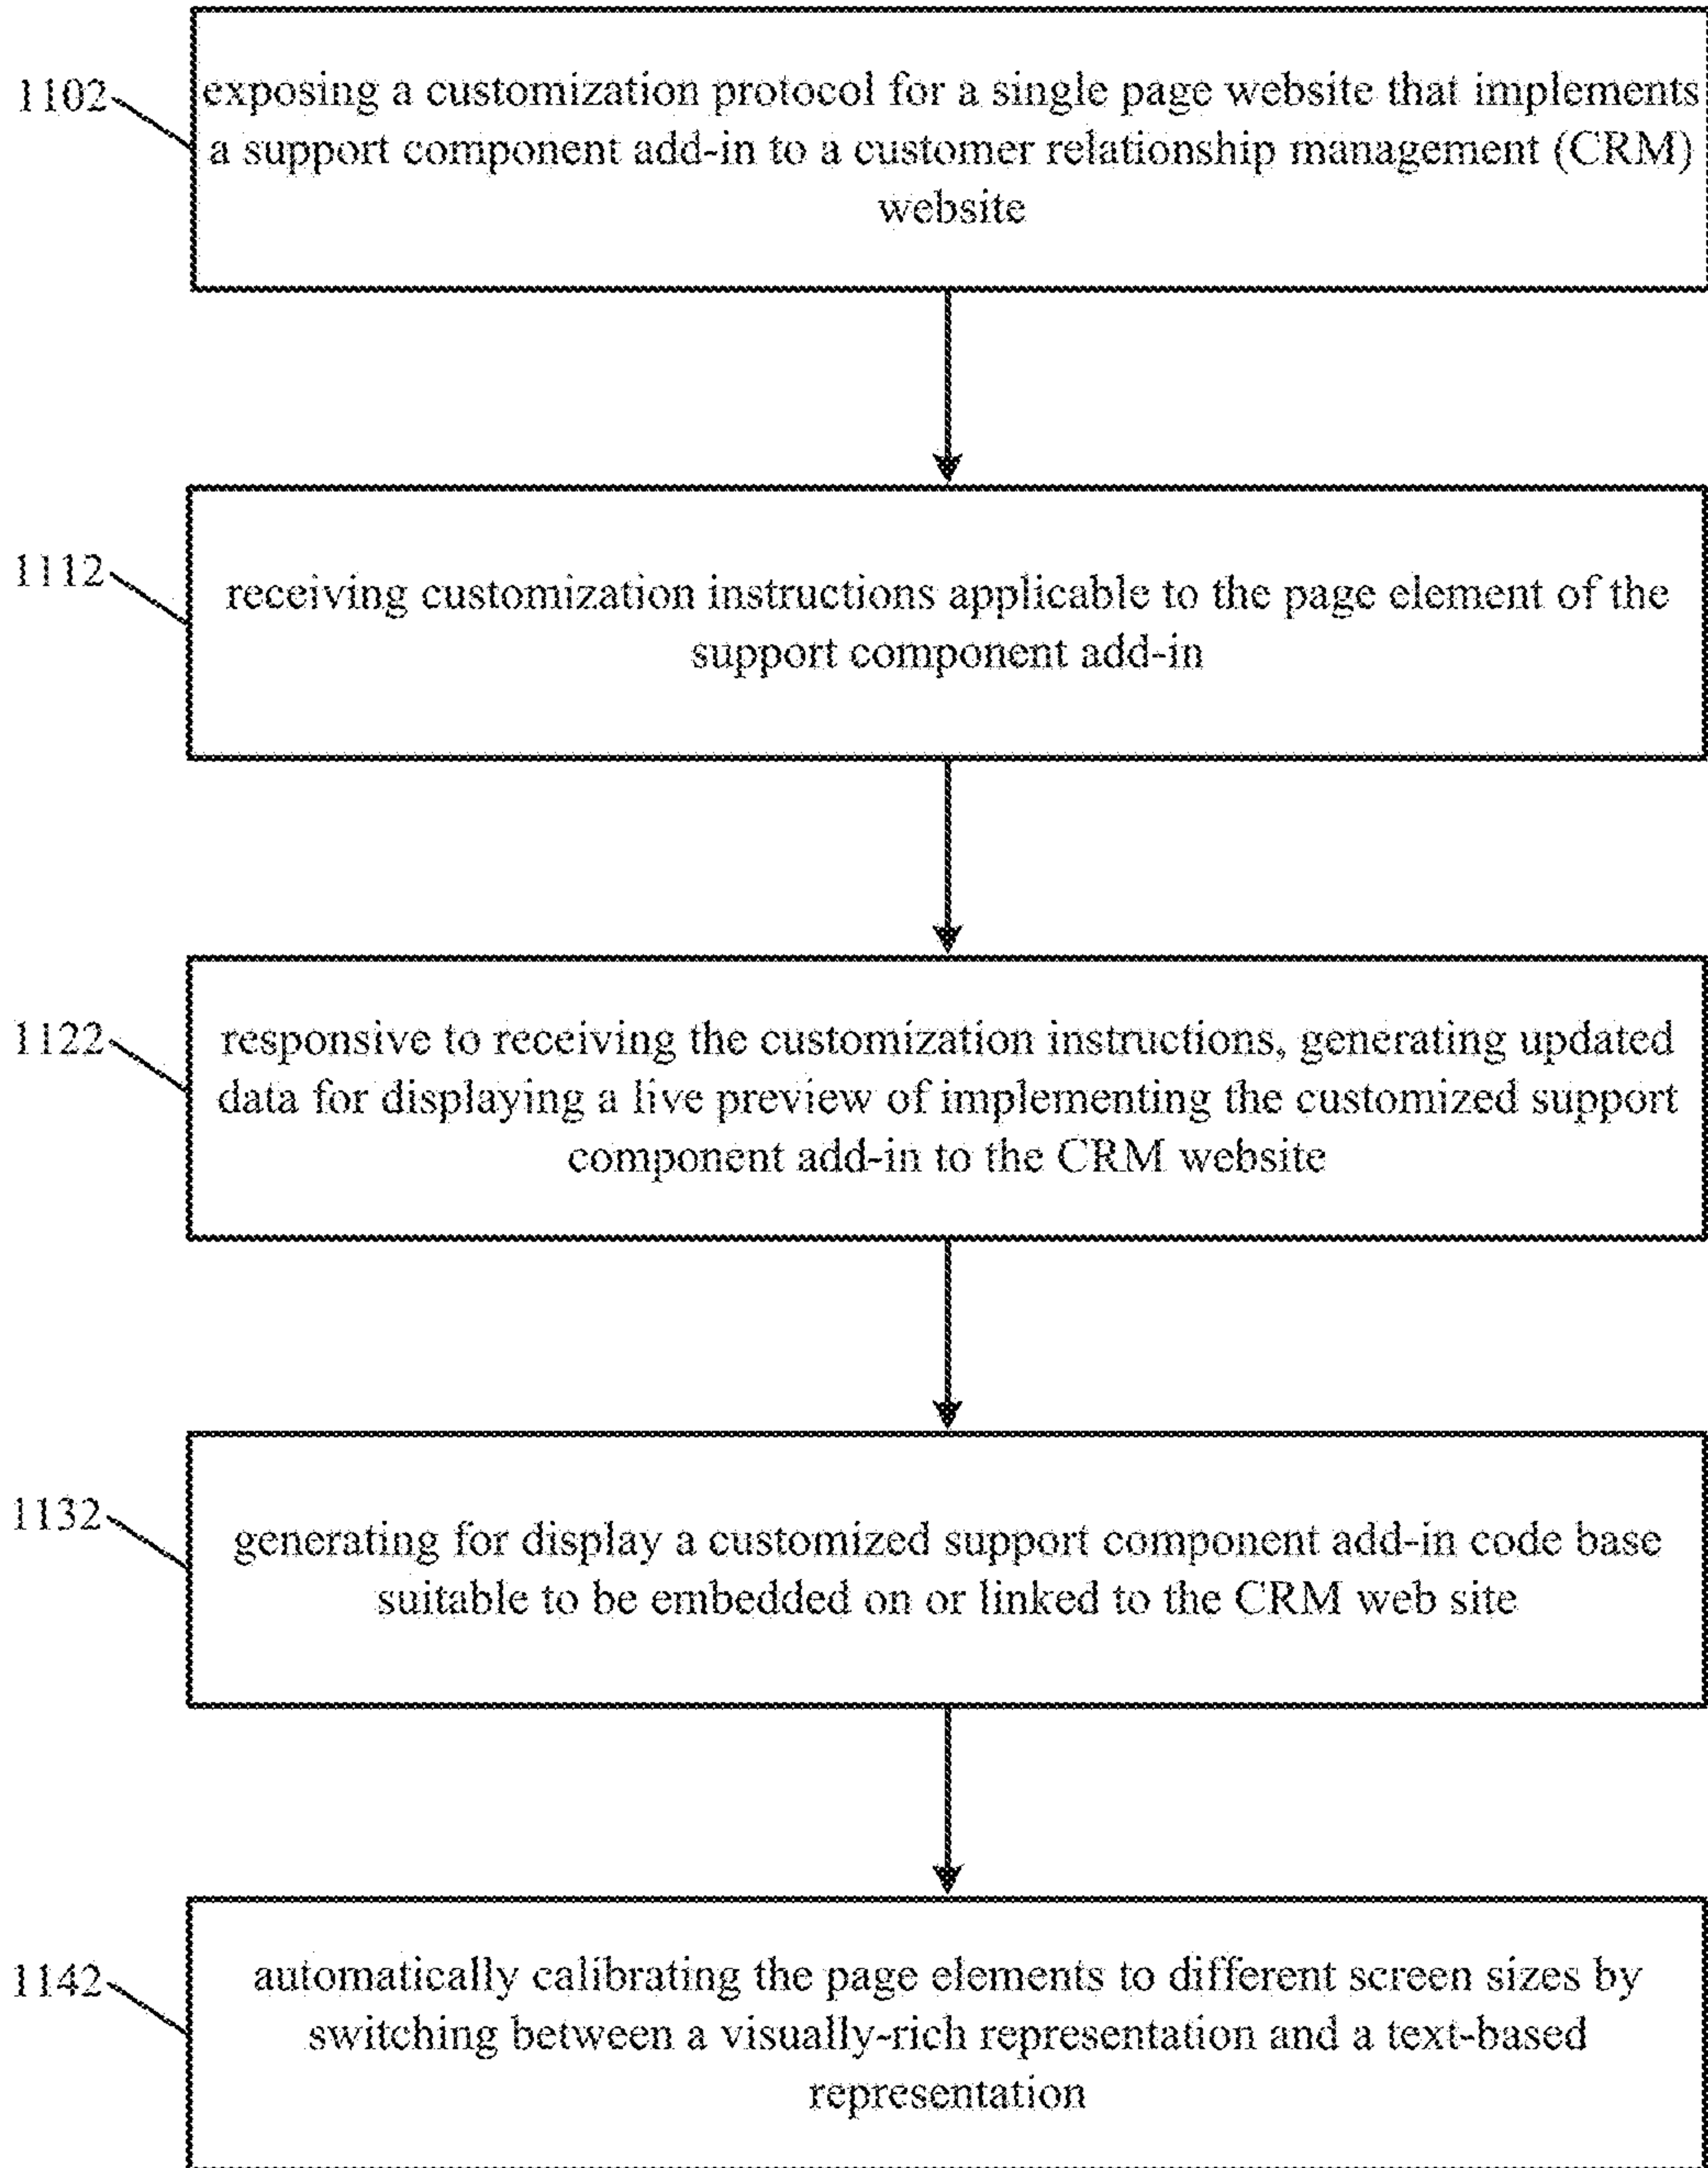 1102
exposing a customization protocol for a single page website that implements
a support component add-in to a customer relationship management (CRM)
website
1112
receiving customization instructions applicable to the page element of the
support component add-in
1122
responsive to receiving the customization instructions, generating updated
data for displaying a live preview of implementing the customized support
component add-in to the CRM website
1132
generating for display a customized support component add-in code base
suitable to be embedded on or linked to the CRM web site
1142
automatically calibrating the page elements to different screen sizes by
switching between a visually-rich representation and a text-based
representation